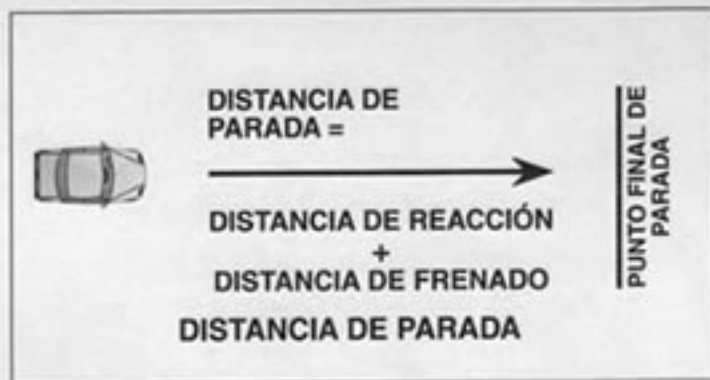 DISTANCIA DE
PARADA =
DISTANCIA DE REACCIÓN
+
DISTANCIA DE FRENADO
DISTANCIA DE PARADA
PUNTO FINAL DE
PARADA